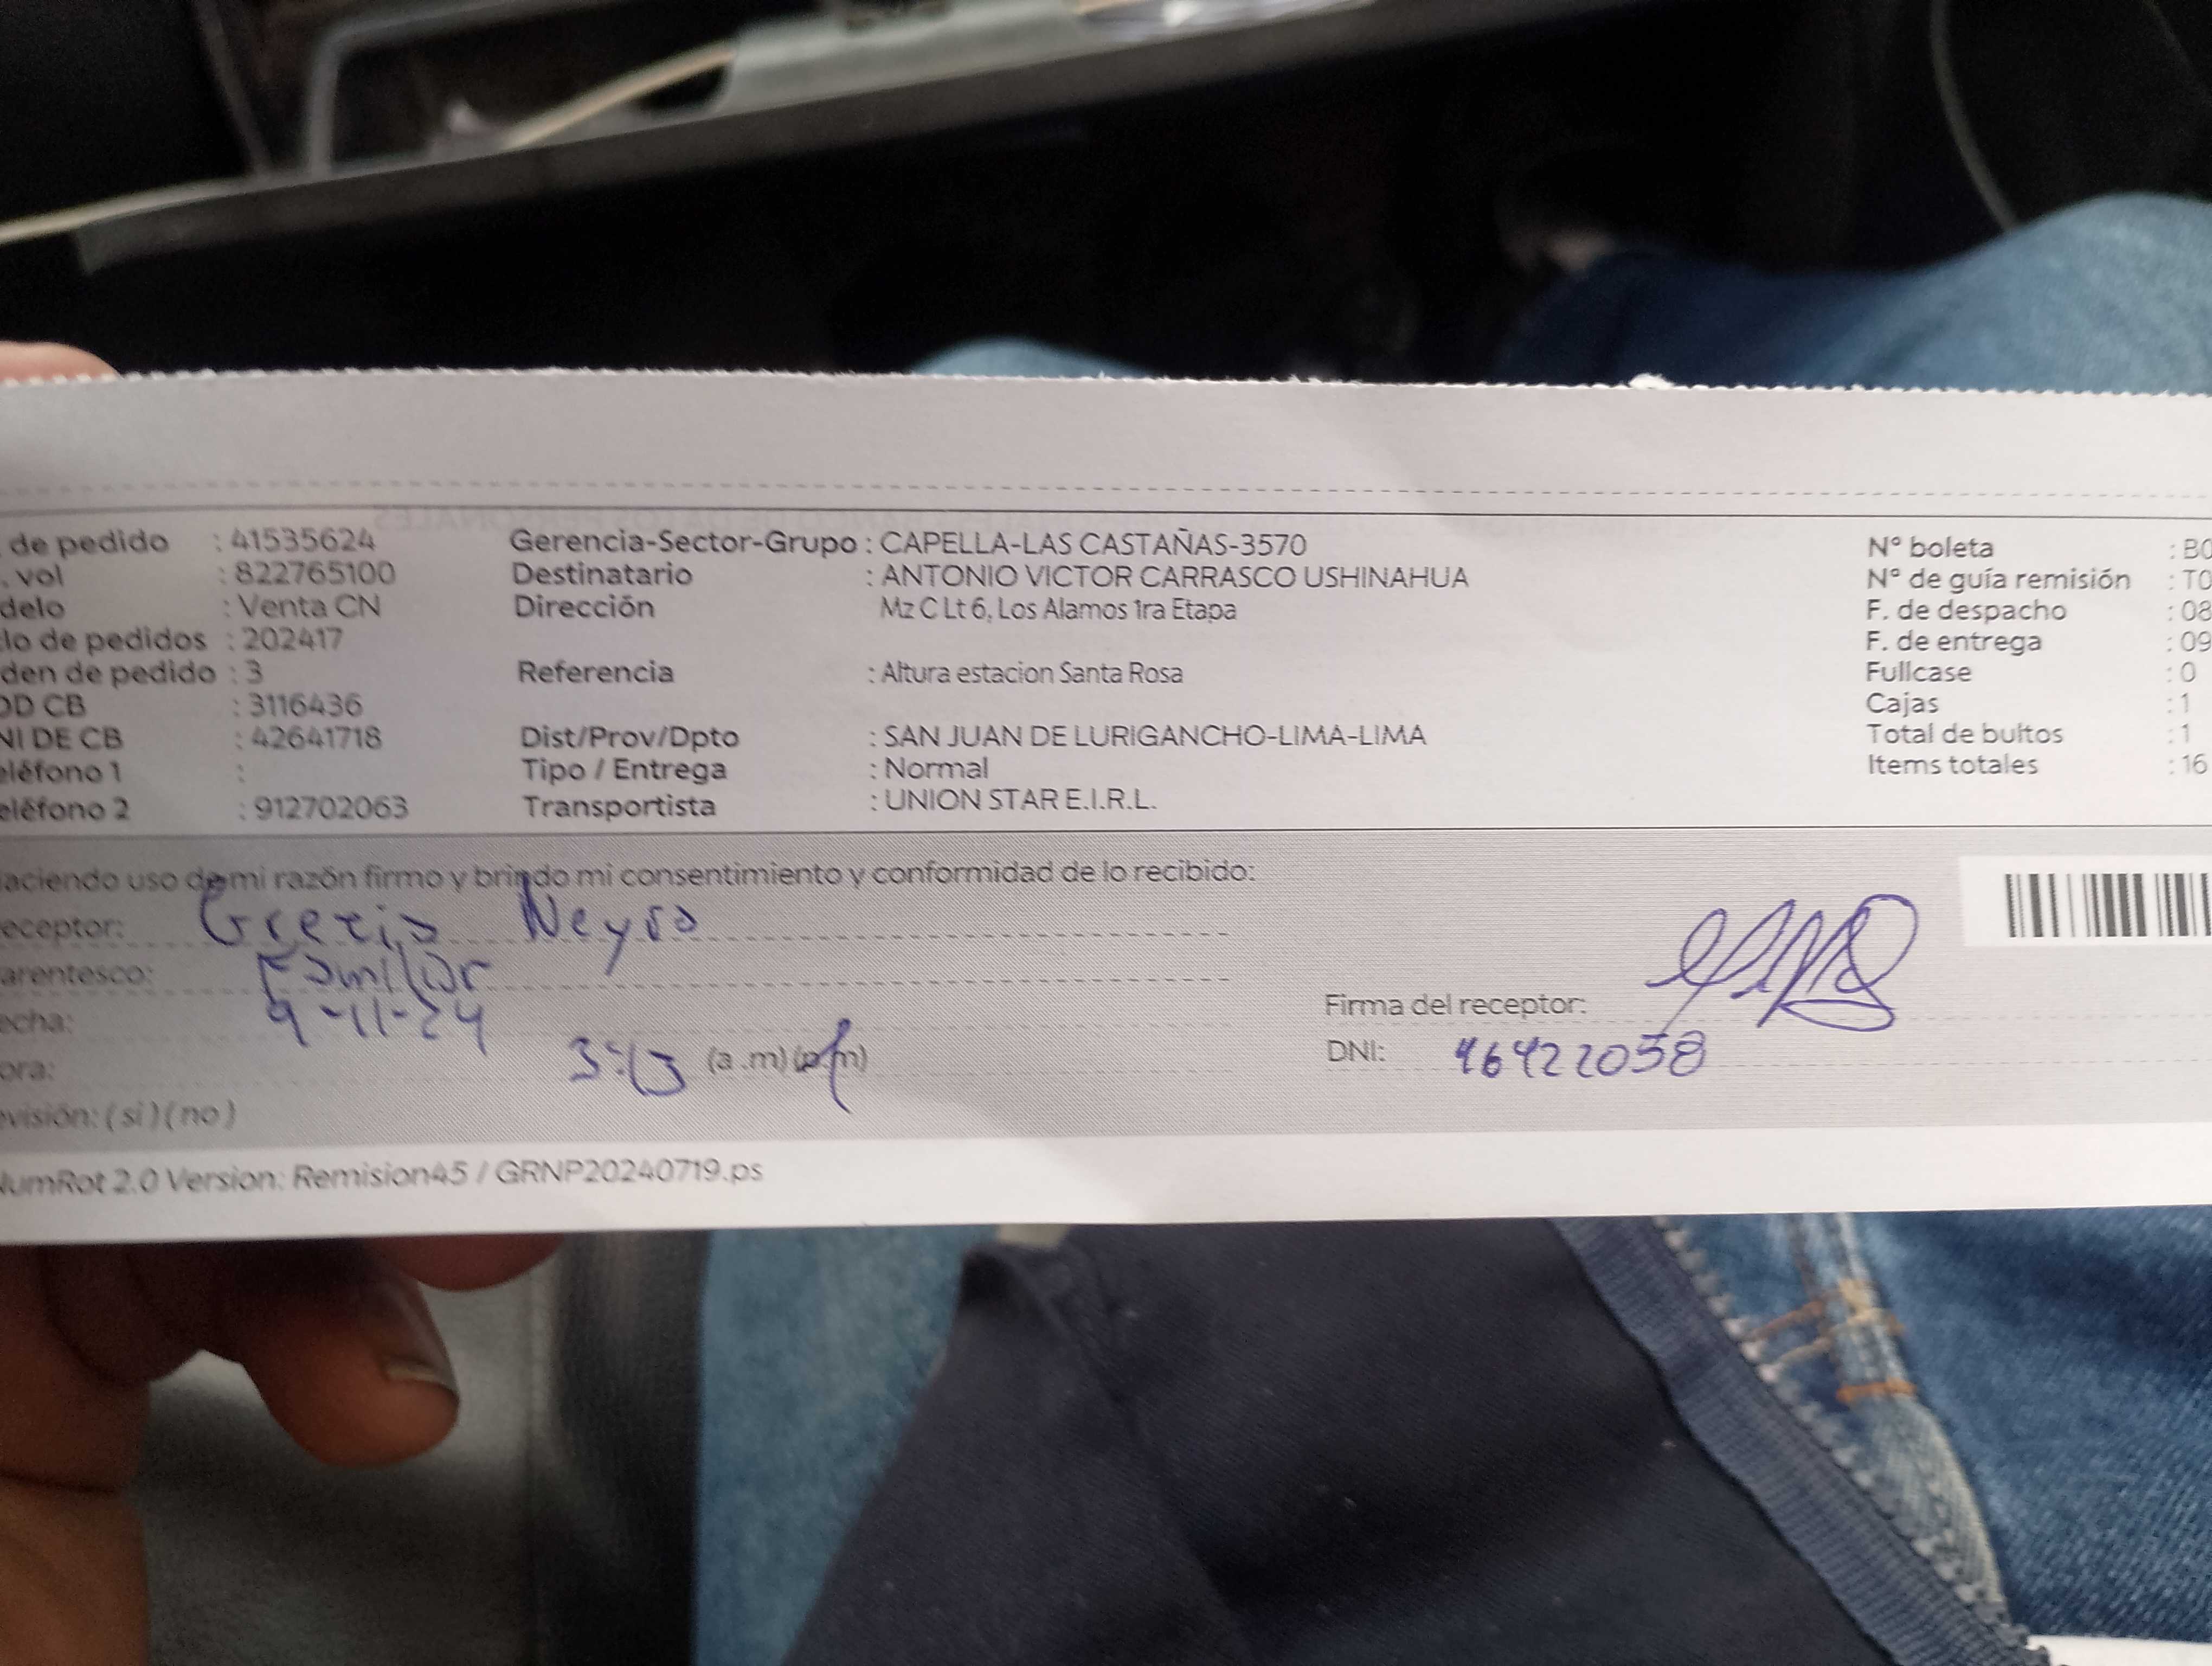 de pedido : 41535624 Gerencia-Sector-Grupo : CAPELLA-LAS CASTAÑAS-3570 N° boleta : B0
. vol : 822765100 Destinatario : ANTONIO VICTOR CARRASCO USHINAHUA N° de guía remisión : T0
delo : Venta CN Dirección Mz C Lt 6, Los Alamos 1ra Etapa F. de despacho : 08
lo de pedidos : 202417 F. de entrega : 09
den de pedido : 3 Referencia : Altura estacion Santa Rosa Fullcase : 0
OD CB : 3116436 Cajas : 1
NI DE CB : 42641718 Dist/Prov/Dpto : SAN JUAN DE LURIGANCHO-LIMA-LIMA Total de bultos : 1
eléfono 1 : Tipo / Entrega : Normal Items totales : 16
eléfono 2 : 912702063 Transportista : UNION STAR E.I.R.L.
aciendo uso de mi razón firmo y brindo mi consentimiento y conformidad de lo recibido:
eceptor: Neyra
arentesco: Familiar
echa: 9-11-24 Firma del receptor:
ora: 3:13 (a.m) (p.m) DNI: 46422058
evisión: ( si ) ( no )
NumRot 2.0 Version: Remision45 / GRNP20240719.ps